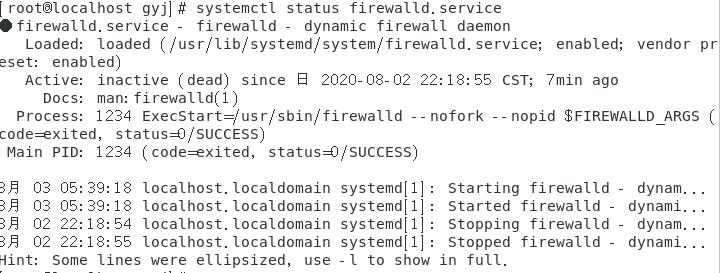 [root@localhost gyj]# systemctl status firewalld.service
● firewalld.service - firewalld - dynamic firewall daemon
Loaded: loaded (/usr/lib/systemd/system/firewalld.service; enabled; vendor pr
eset: enabled)
Active: inactive (dead) since 日 2020-08-02 22:18:55 CST; 7min ago
Docs: man:firewalld(1)
Process: 1234 ExecStart=/usr/sbin/firewalld --nofork --nopid $FIREWALLD_ARGS (
code=exited, status=0/SUCCESS)
Main PID: 1234 (code=exited, status=0/SUCCESS)
8月 03 05:39:18 localhost.localdomain systemd[1]: Starting firewalld - dynam...
8月 03 05:39:18 localhost.localdomain systemd[1]: Started firewalld - dynami...
8月 02 22:18:54 localhost.localdomain systemd[1]: Stopping firewalld - dynam...
8月 02 22:18:55 localhost.localdomain systemd[1]: Stopped firewalld - dynami...
Hint: Some lines were ellipsized, use -l to show in full.